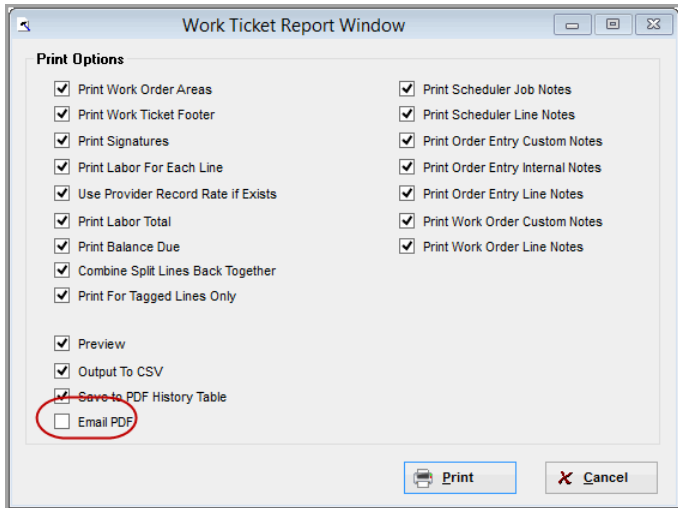 Work Ticket Report Window
Print Options
Print Work Order Areas
Print Work Ticket Footer
Print Signatures
Print Labor For Each Line
Use Provider Record Rate if Exists
Print Labor Total
Print Balance Due
Combine Split Lines Back Together
Print For Tagged Lines Only
Preview
Output To CSV
Save to PDF History Table
Email PDF
Print Scheduler Job Notes
Print Scheduler Line Notes
Print Order Entry Custom Notes
Print Order Entry Internal Notes
Print Order Entry Line Notes
Print Work Order Custom Notes
Print Work Order Line Notes
Print
Cancel